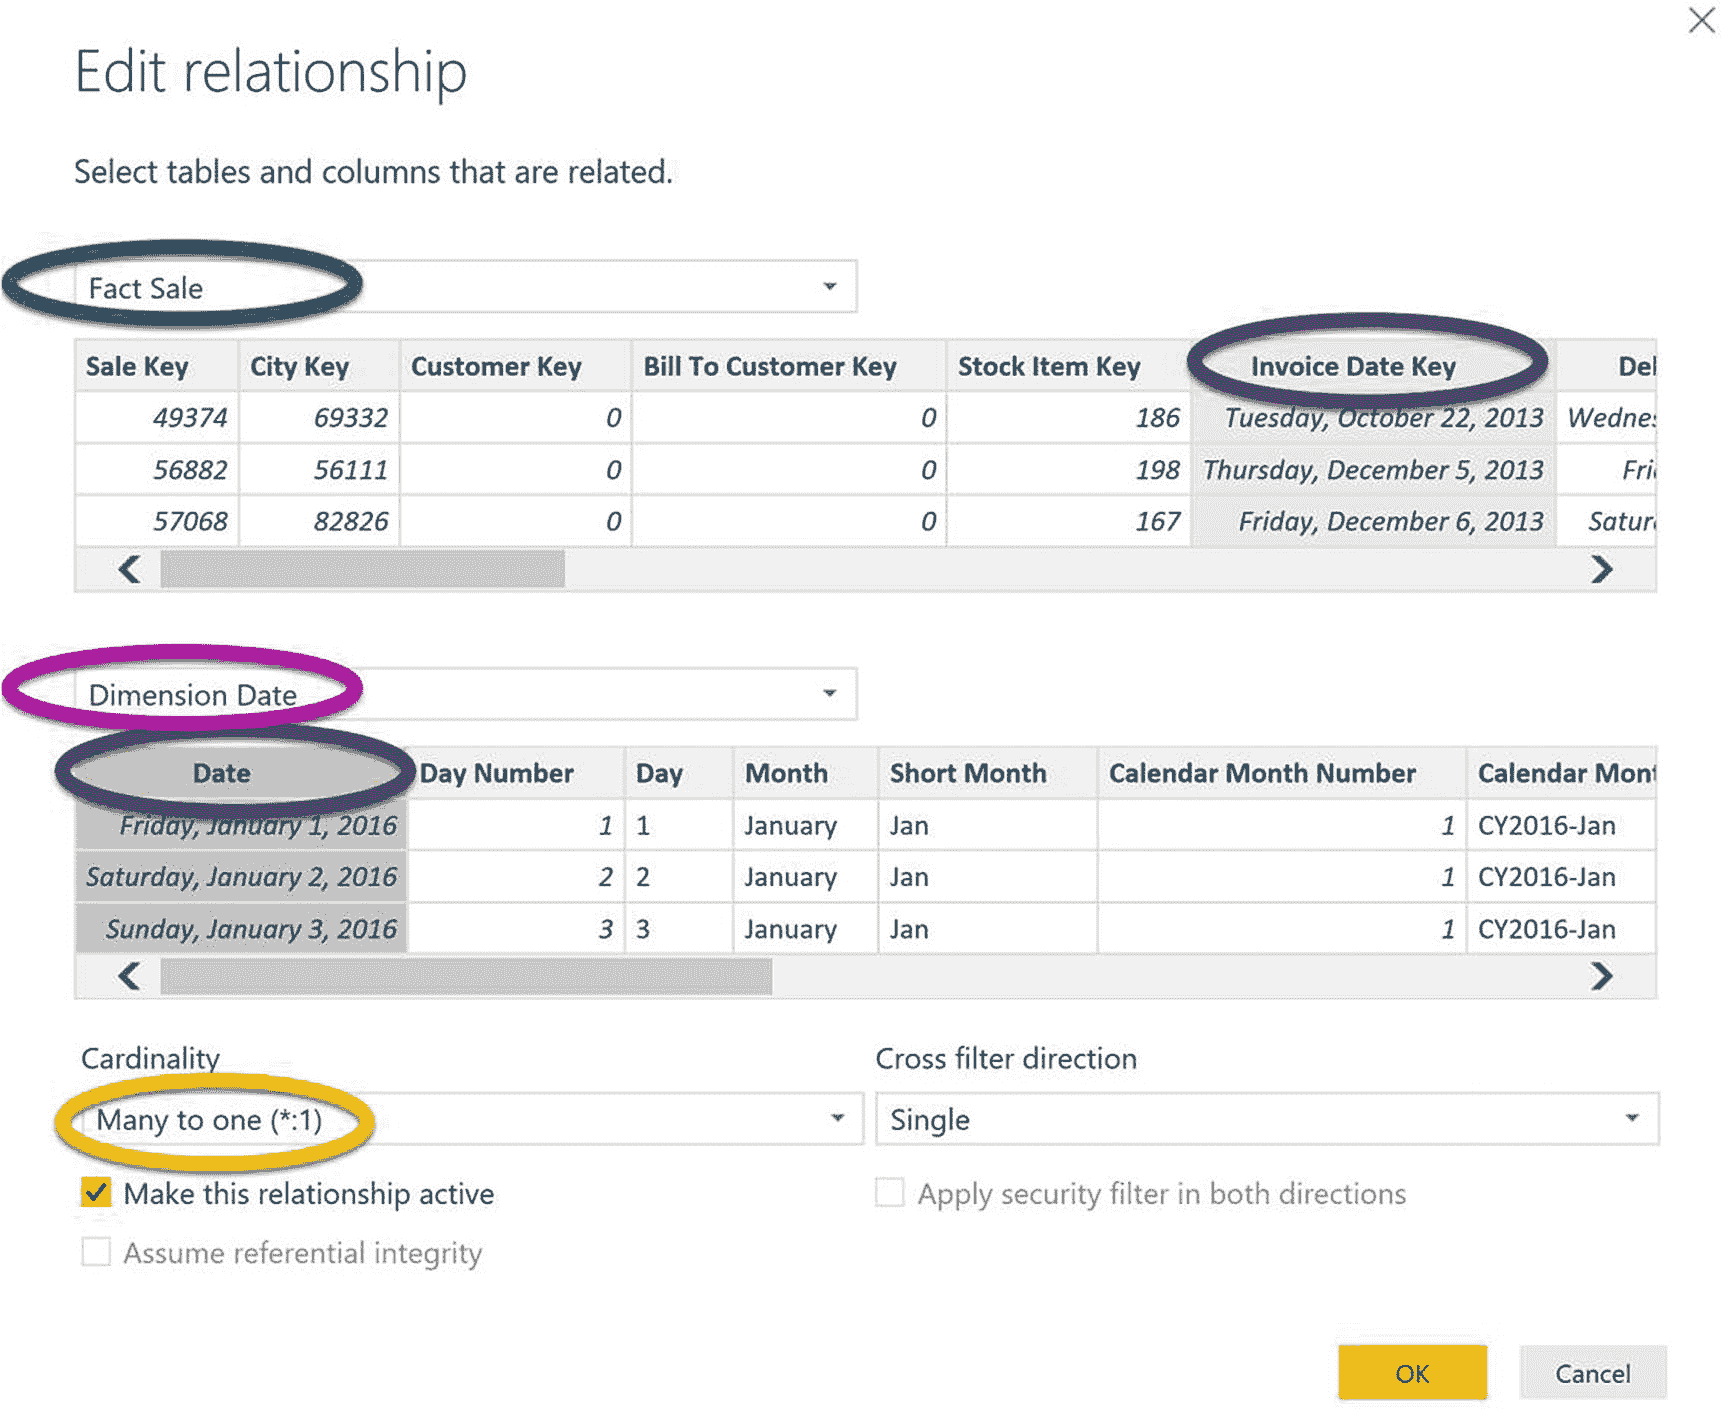 Edit relationship
Select tables and columns that are related.
Fact Sale
Sale Key City Key Customer Key Bill To Customer Key Stock Item Key Invoice Date Key Del
49374 69332 0 0 186 Tuesday, October 22, 2013 Wednes
56882 56111 0 0 198 Thursday, December 5, 2013 Fri
57068 82826 0 0 167 Friday, December 6, 2013 Satur
Dimension Date
Date Day Number Day Month Short Month Calendar Month Number Calendar Mont
Friday, January 1, 2016 1 1 January Jan 1 CY2016-Jan
Saturday, January 2, 2016 2 2 January Jan 1 CY2016-Jan
Sunday, January 3, 2016 3 3 January Jan 1 CY2016-Jan
Cardinality Cross filter direction
Many to one (*:1) Single
Make this relationship active Apply security filter in both directions
Assume referential integrity
OK Cancel